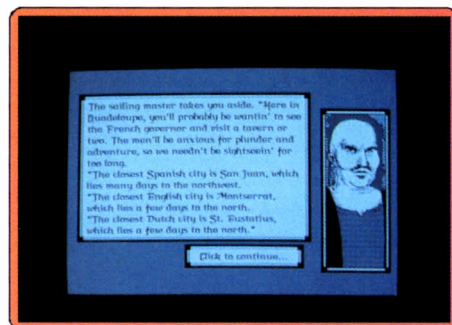 The sailing master takes you aside. "Here in
Guadeloupe, you'll probably be wantin' to see
the French governor and visit a tavern or
two. The men'll be anxious for plunder and
adventure, so we needn't be sightseein' for
too long.
"The closest Spanish city is San Juan, which
lies many days to the northwest.
"The closest English city is Montserrat,
which lies a few days to the north.
"The closest Dutch city is St. Eustatius,
which lies a few days to the north."
Click to continue...